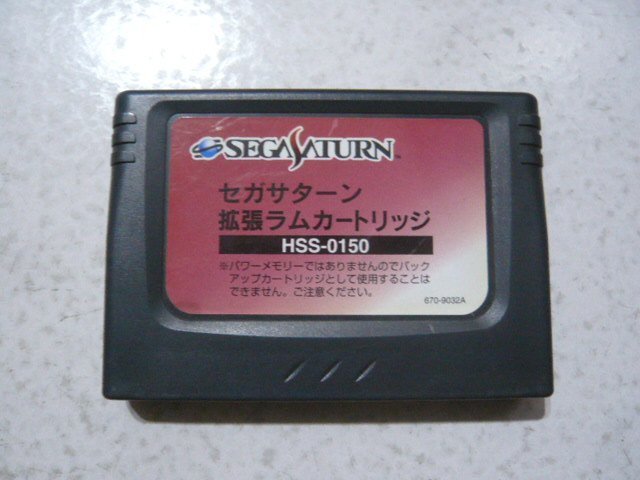 SEGA SATURN™
セガサターン
拡張ラムカートリッジ
HSS-0150
※パワーメモリーではありませんのでバック
アップカートリッジとして使用することは
できません。ご注意ください。
670-9032A